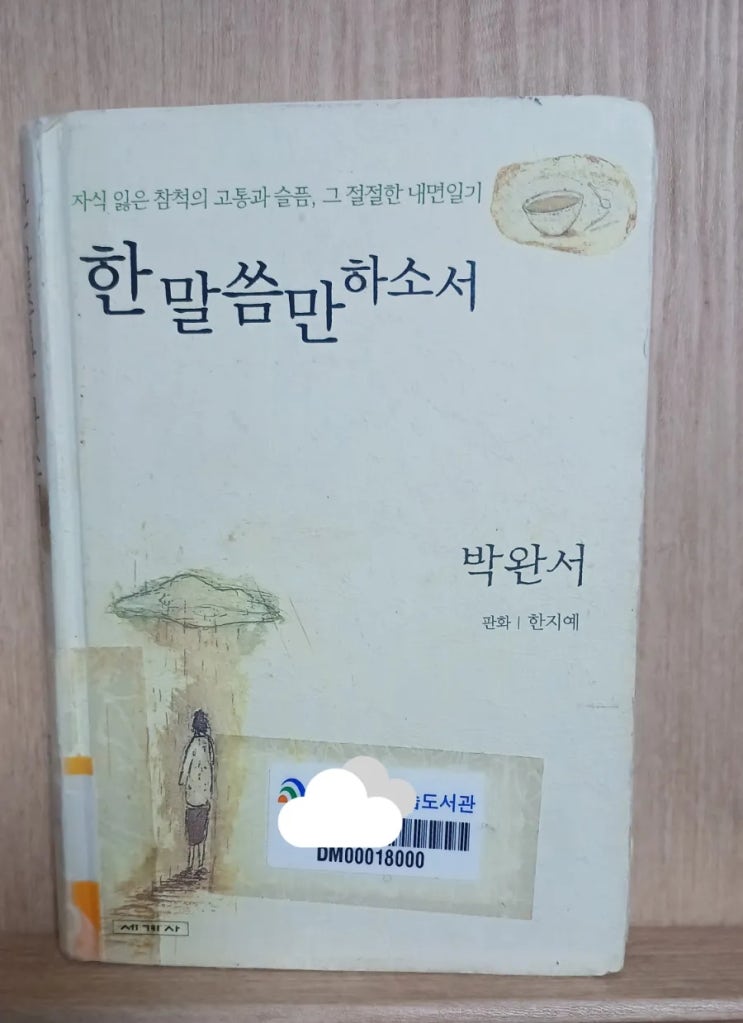 자식 잃은 참척의 고통과 슬픔, 그 절절한 내면일기
한 말씀만 하소서
박완서
판화 | 한지예
도서관
DM00018000
세계사